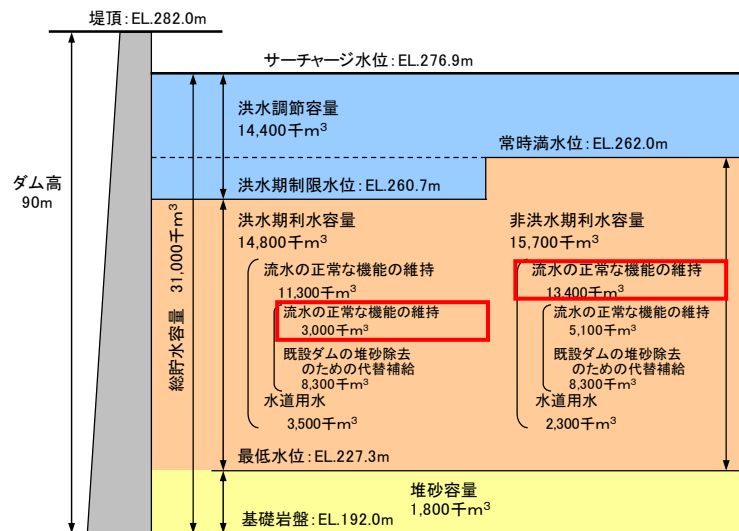 堤頂:EL.282.0m
サーチャージ水位:EL.276.9m
洪水調節容量
14,400千m³
常時満水位:EL.262.0m
ダム高
90m
洪水期制限水位:EL.260.7m
総貯水容量 31,000千m³
洪水期利水容量
14,800千m³
流水の正常な機能の維持
11,300千m³
流水の正常な機能の維持
3,000千m³
既設ダムの堆砂除去
のための代替補給
8,300千m³
水道用水
3,500千m³
非洪水期利水容量
15,700千m³
流水の正常な機能の維持
13,400千m³
流水の正常な機能の維持
5,100千m³
既設ダムの堆砂除去
のための代替補給
8,300千m³
水道用水
2,300千m³
最低水位:EL.227.3m
堆砂容量
1,800千m³
基礎岩盤:EL.192.0m